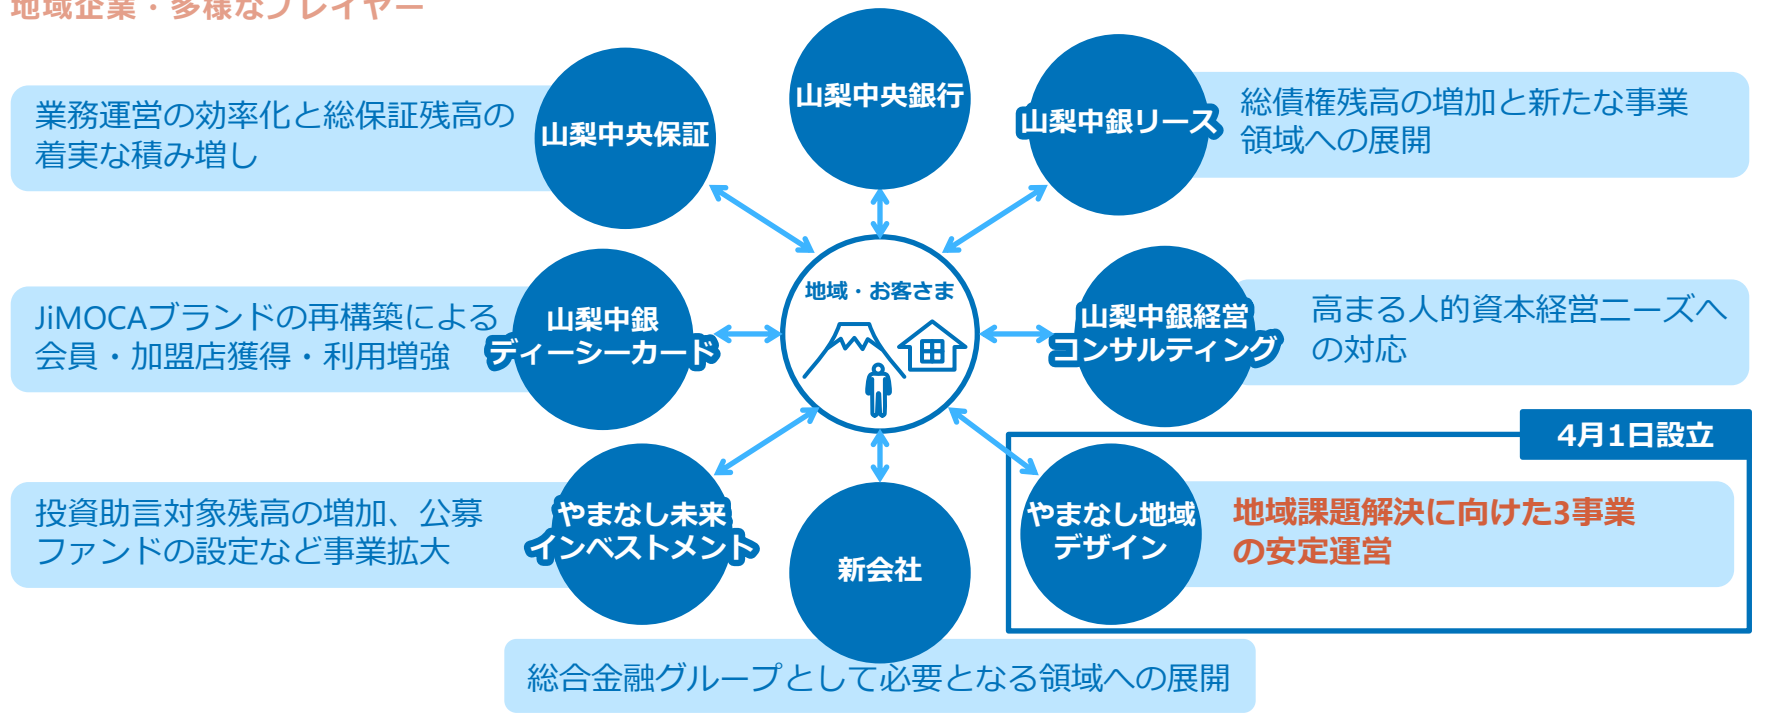 地域企業・多様なプレイヤー
山梨中央銀行
業務運営の効率化と総保証残高の
着実な積み増し
山梨中央保証
山梨中銀リース
総債権残高の増加と新たな事業
領域への展開
JiMOCAブランドの再構築による
会員・加盟店獲得・利用増強
山梨中銀
ディーシーカード
地域・お客さま
山梨中銀経営
コンサルティング
高まる人的資本経営ニーズへ
の対応
4月1日設立
投資助言対象残高の増加、公募
ファンドの設定など事業拡大
やまなし未来
インベストメント
新会社
やまなし地域
デザイン
地域課題解決に向けた3事業
の安定運営
総合金融グループとして必要となる領域への展開